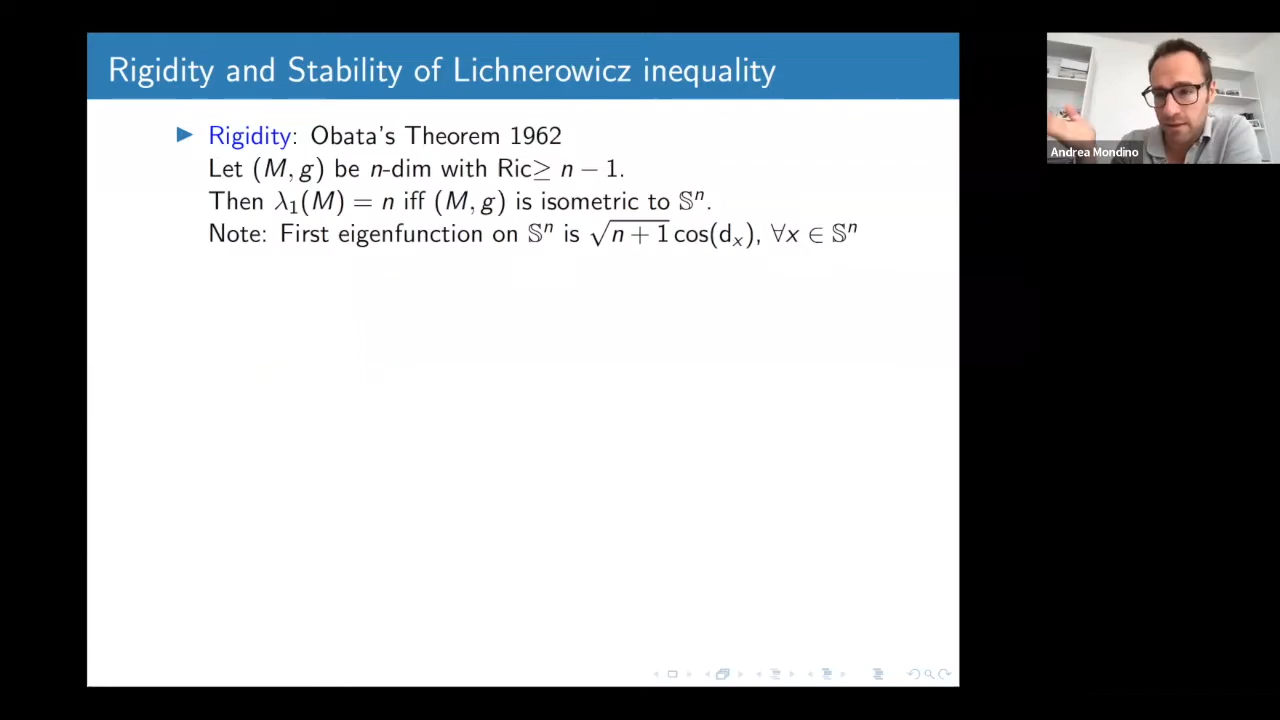 Rigidity and Stability of Lichnerowicz inequality
▶ Rigidity: Obata's Theorem 1962
Let (M, g) be n-dim with Ric≥ n − 1.
Then λ₁(M) = n iff (M, g) is isometric to 𝕊ⁿ.
Note: First eigenfunction on 𝕊ⁿ is √(n + 1) cos(dₓ), ∀x ∈ 𝕊ⁿ
Andrea Mondino